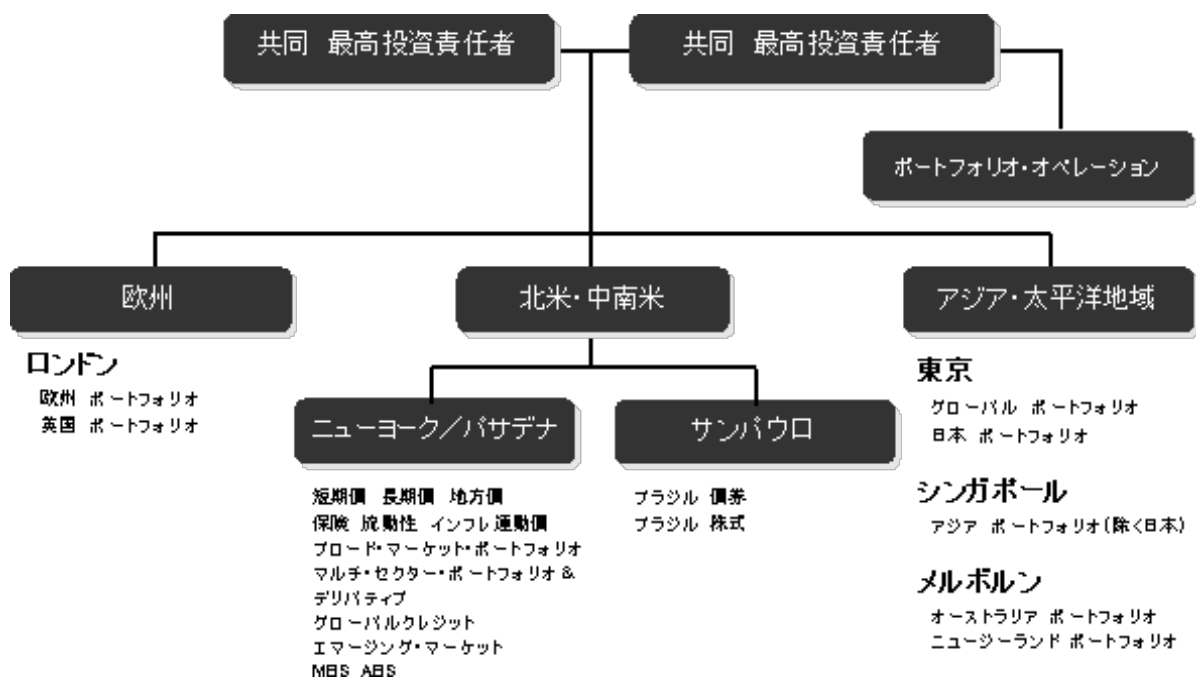 共同 最高投資責任者
共同 最高投資責任者
ポートフォリオ・オペレーション
欧州
北米・中南米
アジア・太平洋地域
ロンドン
欧州 ポートフォリオ
英国 ポートフォリオ
ニューヨーク／パサデナ
短期債 長期債 地方債
保険 流動性 インフレ連動債
ブロード・マーケット・ポートフォリオ
マルチ・セクター・ポートフォリオ &
デリバティブ
グローバルクレジット
エマージング・マーケット
MBS ABS
サンパウロ
ブラジル 債券
ブラジル 株式
東京
グローバル ポートフォリオ
日本 ポートフォリオ
シンガポール
アジア ポートフォリオ(除く日本)
メルボルン
オーストラリア ポートフォリオ
ニュージーランド ポートフォリオ